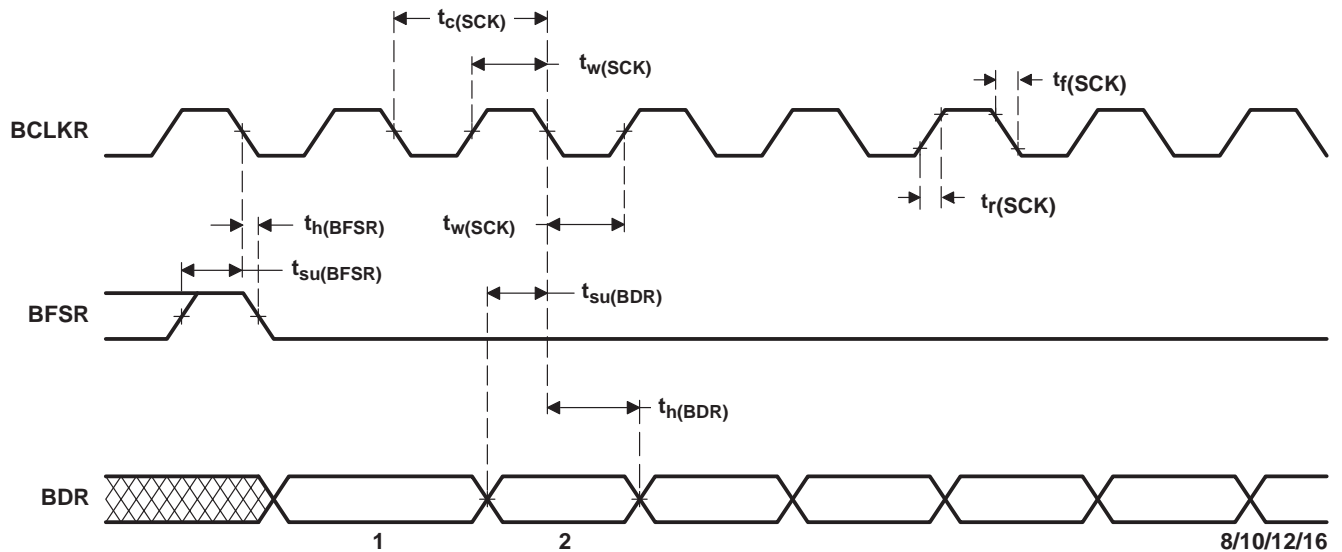 tc(SCK)
tw(SCK)
tf(SCK)
BCLKR
tr(SCK)
th(BFSR)
tw(SCK)
tsu(BFSR)
tsu(BDR)
BFSR
th(BDR)
BDR
1 2 8/10/12/16